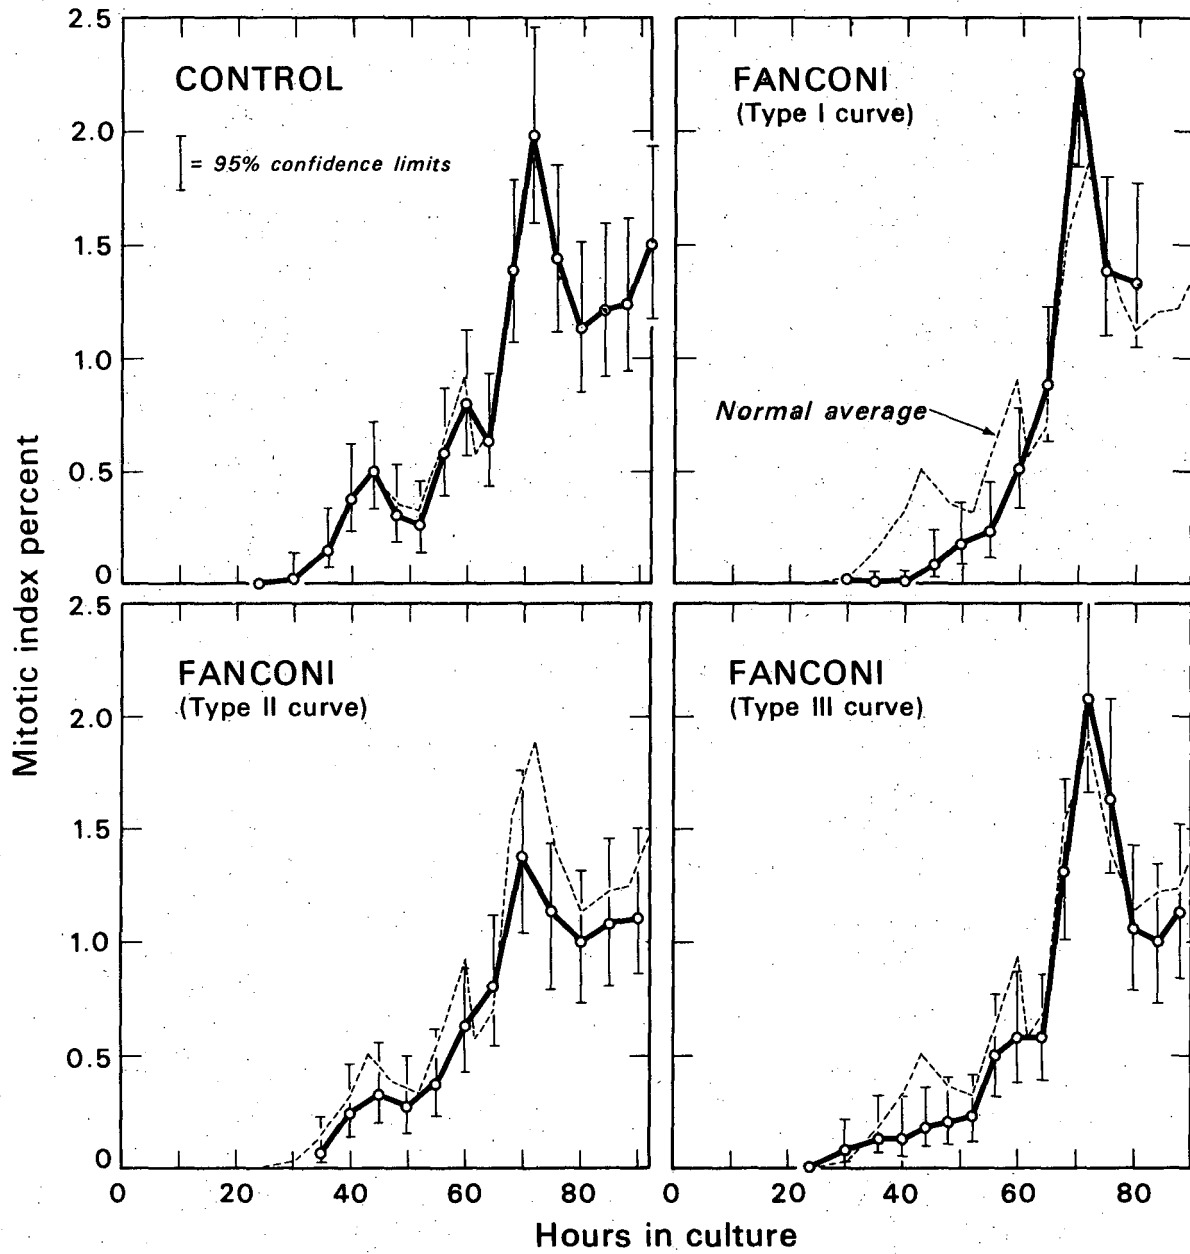 2.5
CONTROL
2.0
= 95% confidence limits
1.5
1.0
0.5
0
FANCONI
(Type I curve)
Normal average
Mitotic index percent
2.5
FANCONI
(Type II curve)
2.0
1.5
1.0
0.5
0
0 20 40 60 80
FANCONI
(Type III curve)
0 20 40 60 80
Hours in culture